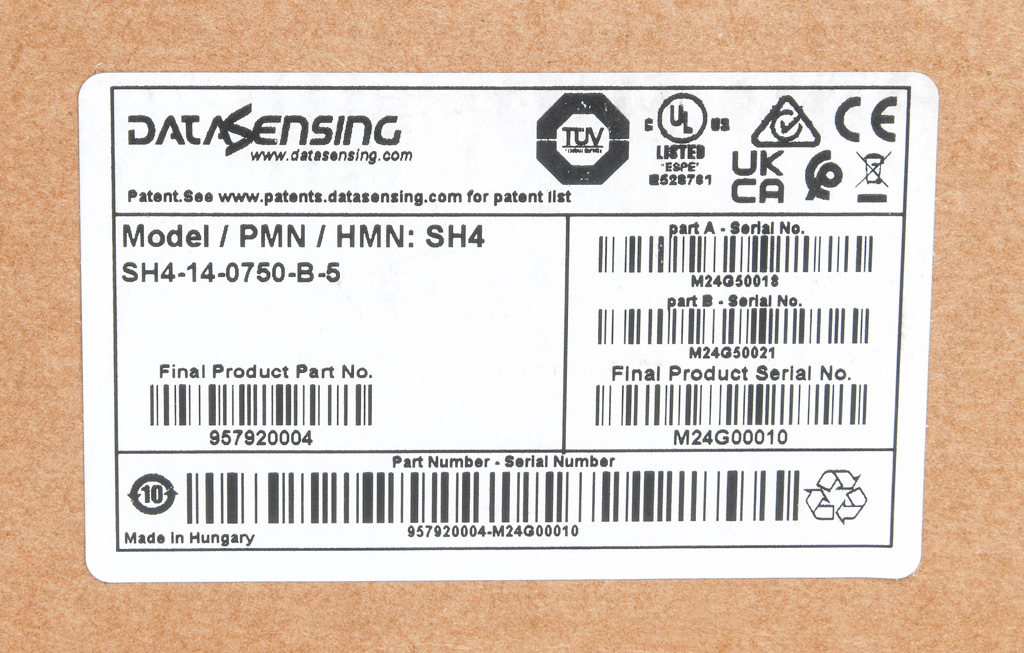 DATASENSING
www.datasensing.com
Patent.See www.patents.datasensing.com for patent list
TÜV
C UL US
LISTED
"ESPE"
E528761
CE
UK
CA
Model / PMN / HMN: SH4
SH4-14-0750-B-5
part A - Serial No.
M24G50018
part B - Serial No.
M24G50021
Final Product Part No.
957920004
Final Product Serial No.
M24G00010
Part Number - Serial Number
10
957920004-M24G00010
Made in Hungary